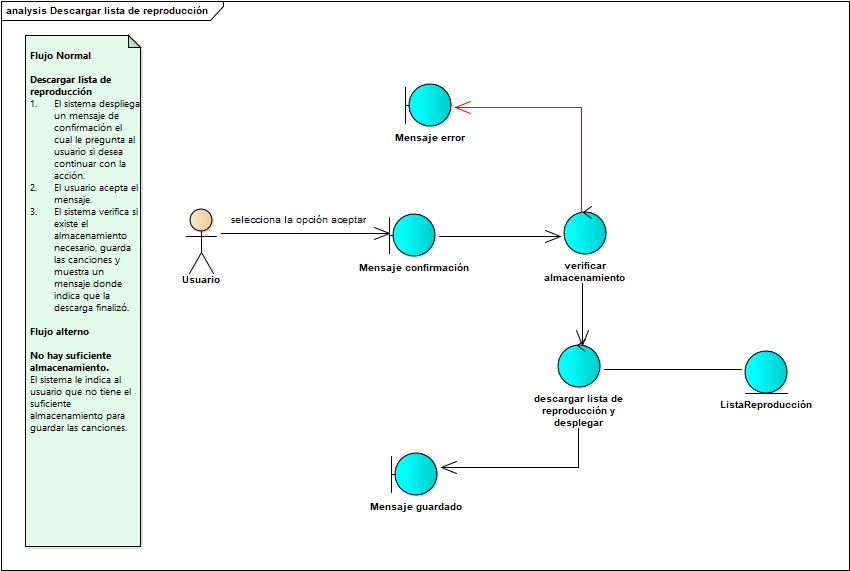 analysis Descargar lista de reproducción
Flujo Normal
Descargar lista de
reproducción
1. El sistema despliega
un mensaje de
confirmación el
cual le pregunta al
usuario si desea
continuar con la
acción.
2. El usuario acepta el
mensaje.
3. El sistema verifica si
existe el
almacenamiento
necesario, guarda
las canciones y
muestra un
mensaje donde
indica que la
descarga finalizó.
Flujo alterno
No hay suficiente
almacenamiento.
El sistema le indica al
usuario que no tiene el
suficiente
almacenamiento para
guardar las canciones.
Mensaje error
selecciona la opción aceptar
Usuario
Mensaje confirmación
verificar
almacenamiento
descargar lista de
reproducción y
desplegar
ListaReproducción
Mensaje guardado